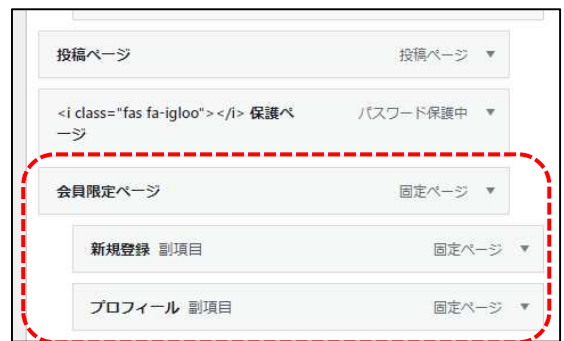 投稿ページ 投稿ページ ▼
<i class="fas fa-igloo"></i> 保護ペ パスワード保護中 ▼
ージ
会員限定ページ 固定ページ ▼
新規登録 副項目 固定ページ ▼
プロフィール 副項目 固定ページ ▼